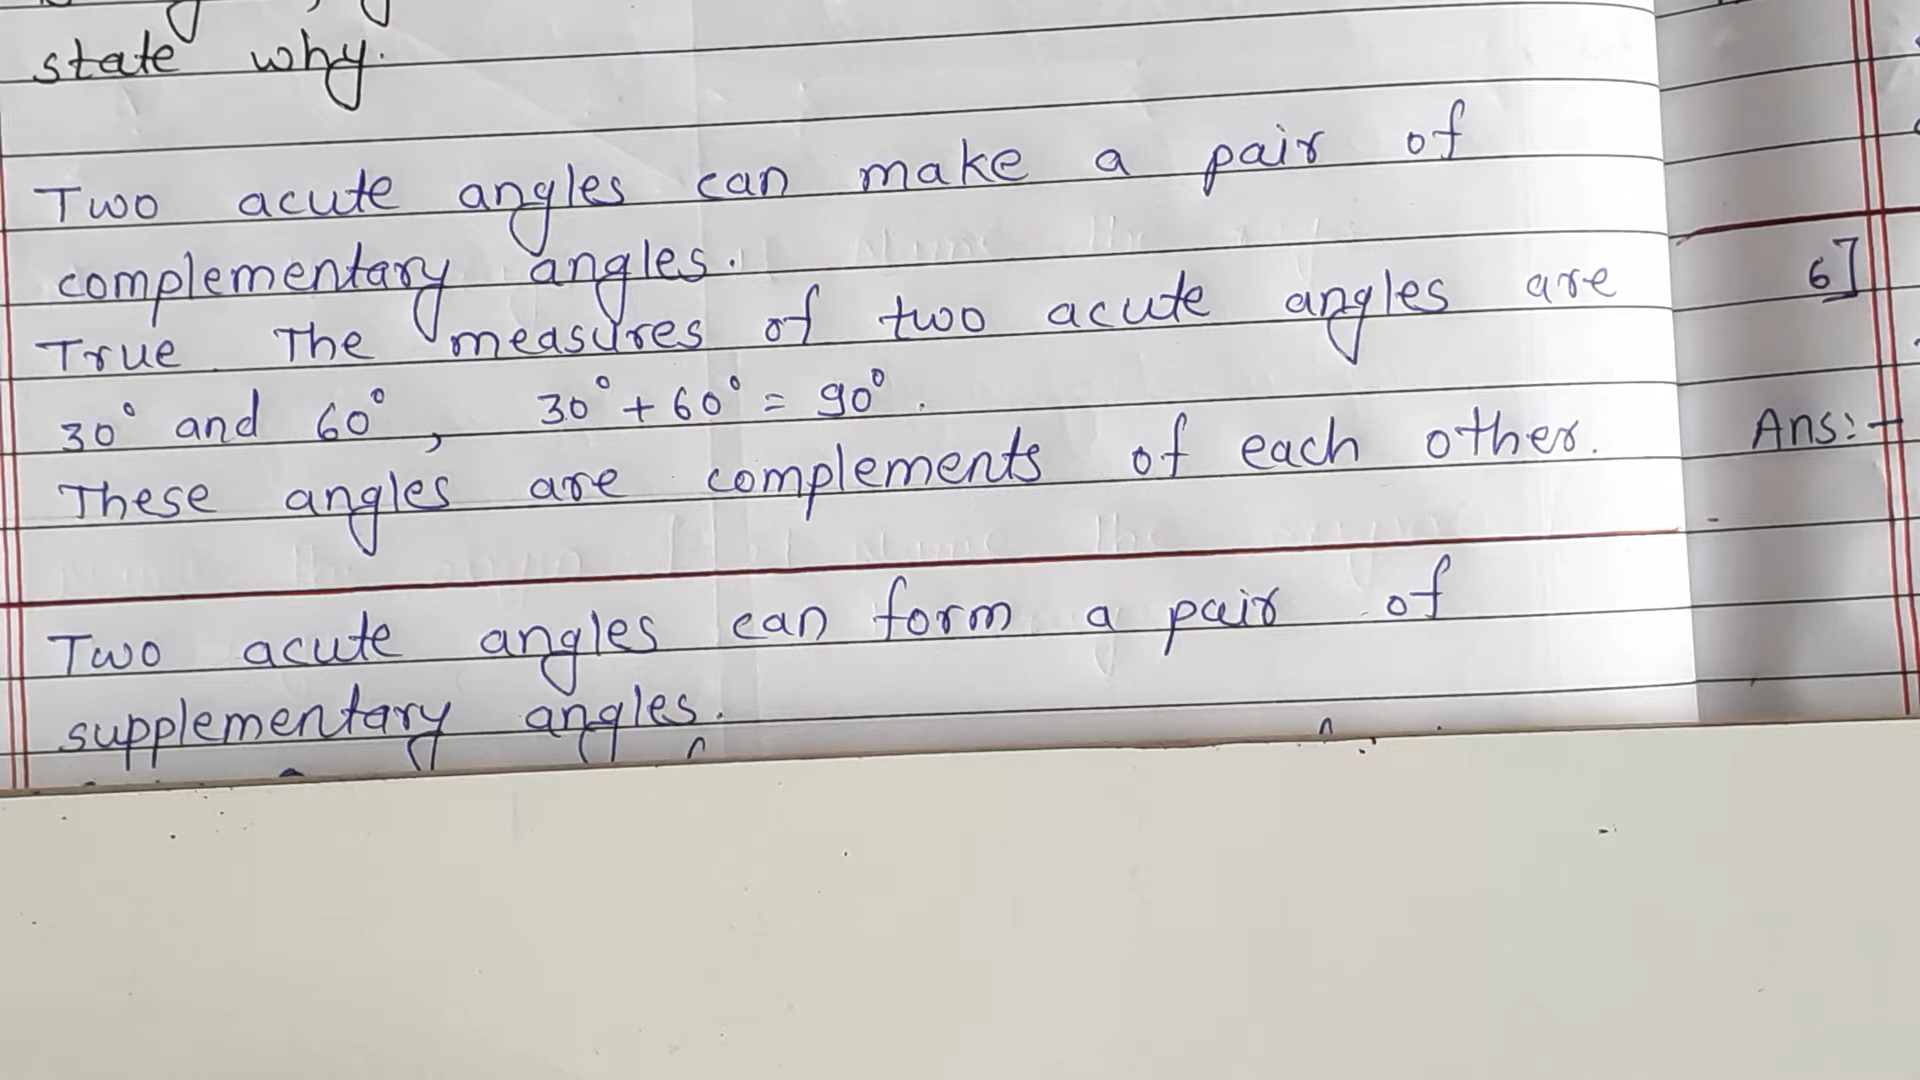 state why.
Two acute angles can make a pair of
complementary angles.
True. The measures of two acute angles are
30° and 60°, 30° + 60° = 90°.
These angles are complements of each other.
Two acute angles can form a pair of
supplementary angles.
6]
Ans:-